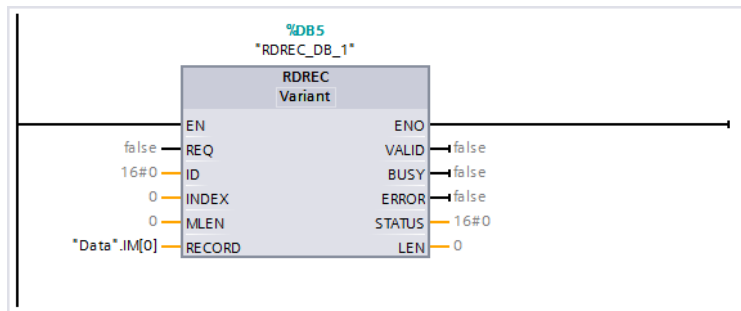 %DB5
"RDREC_DB_1"
RDREC
Variant
EN ENO
false REQ VALID false
16#0 ID BUSY false
0 INDEX ERROR false
0 MLEN STATUS 16#0
"Data".IM[0] RECORD LEN 0